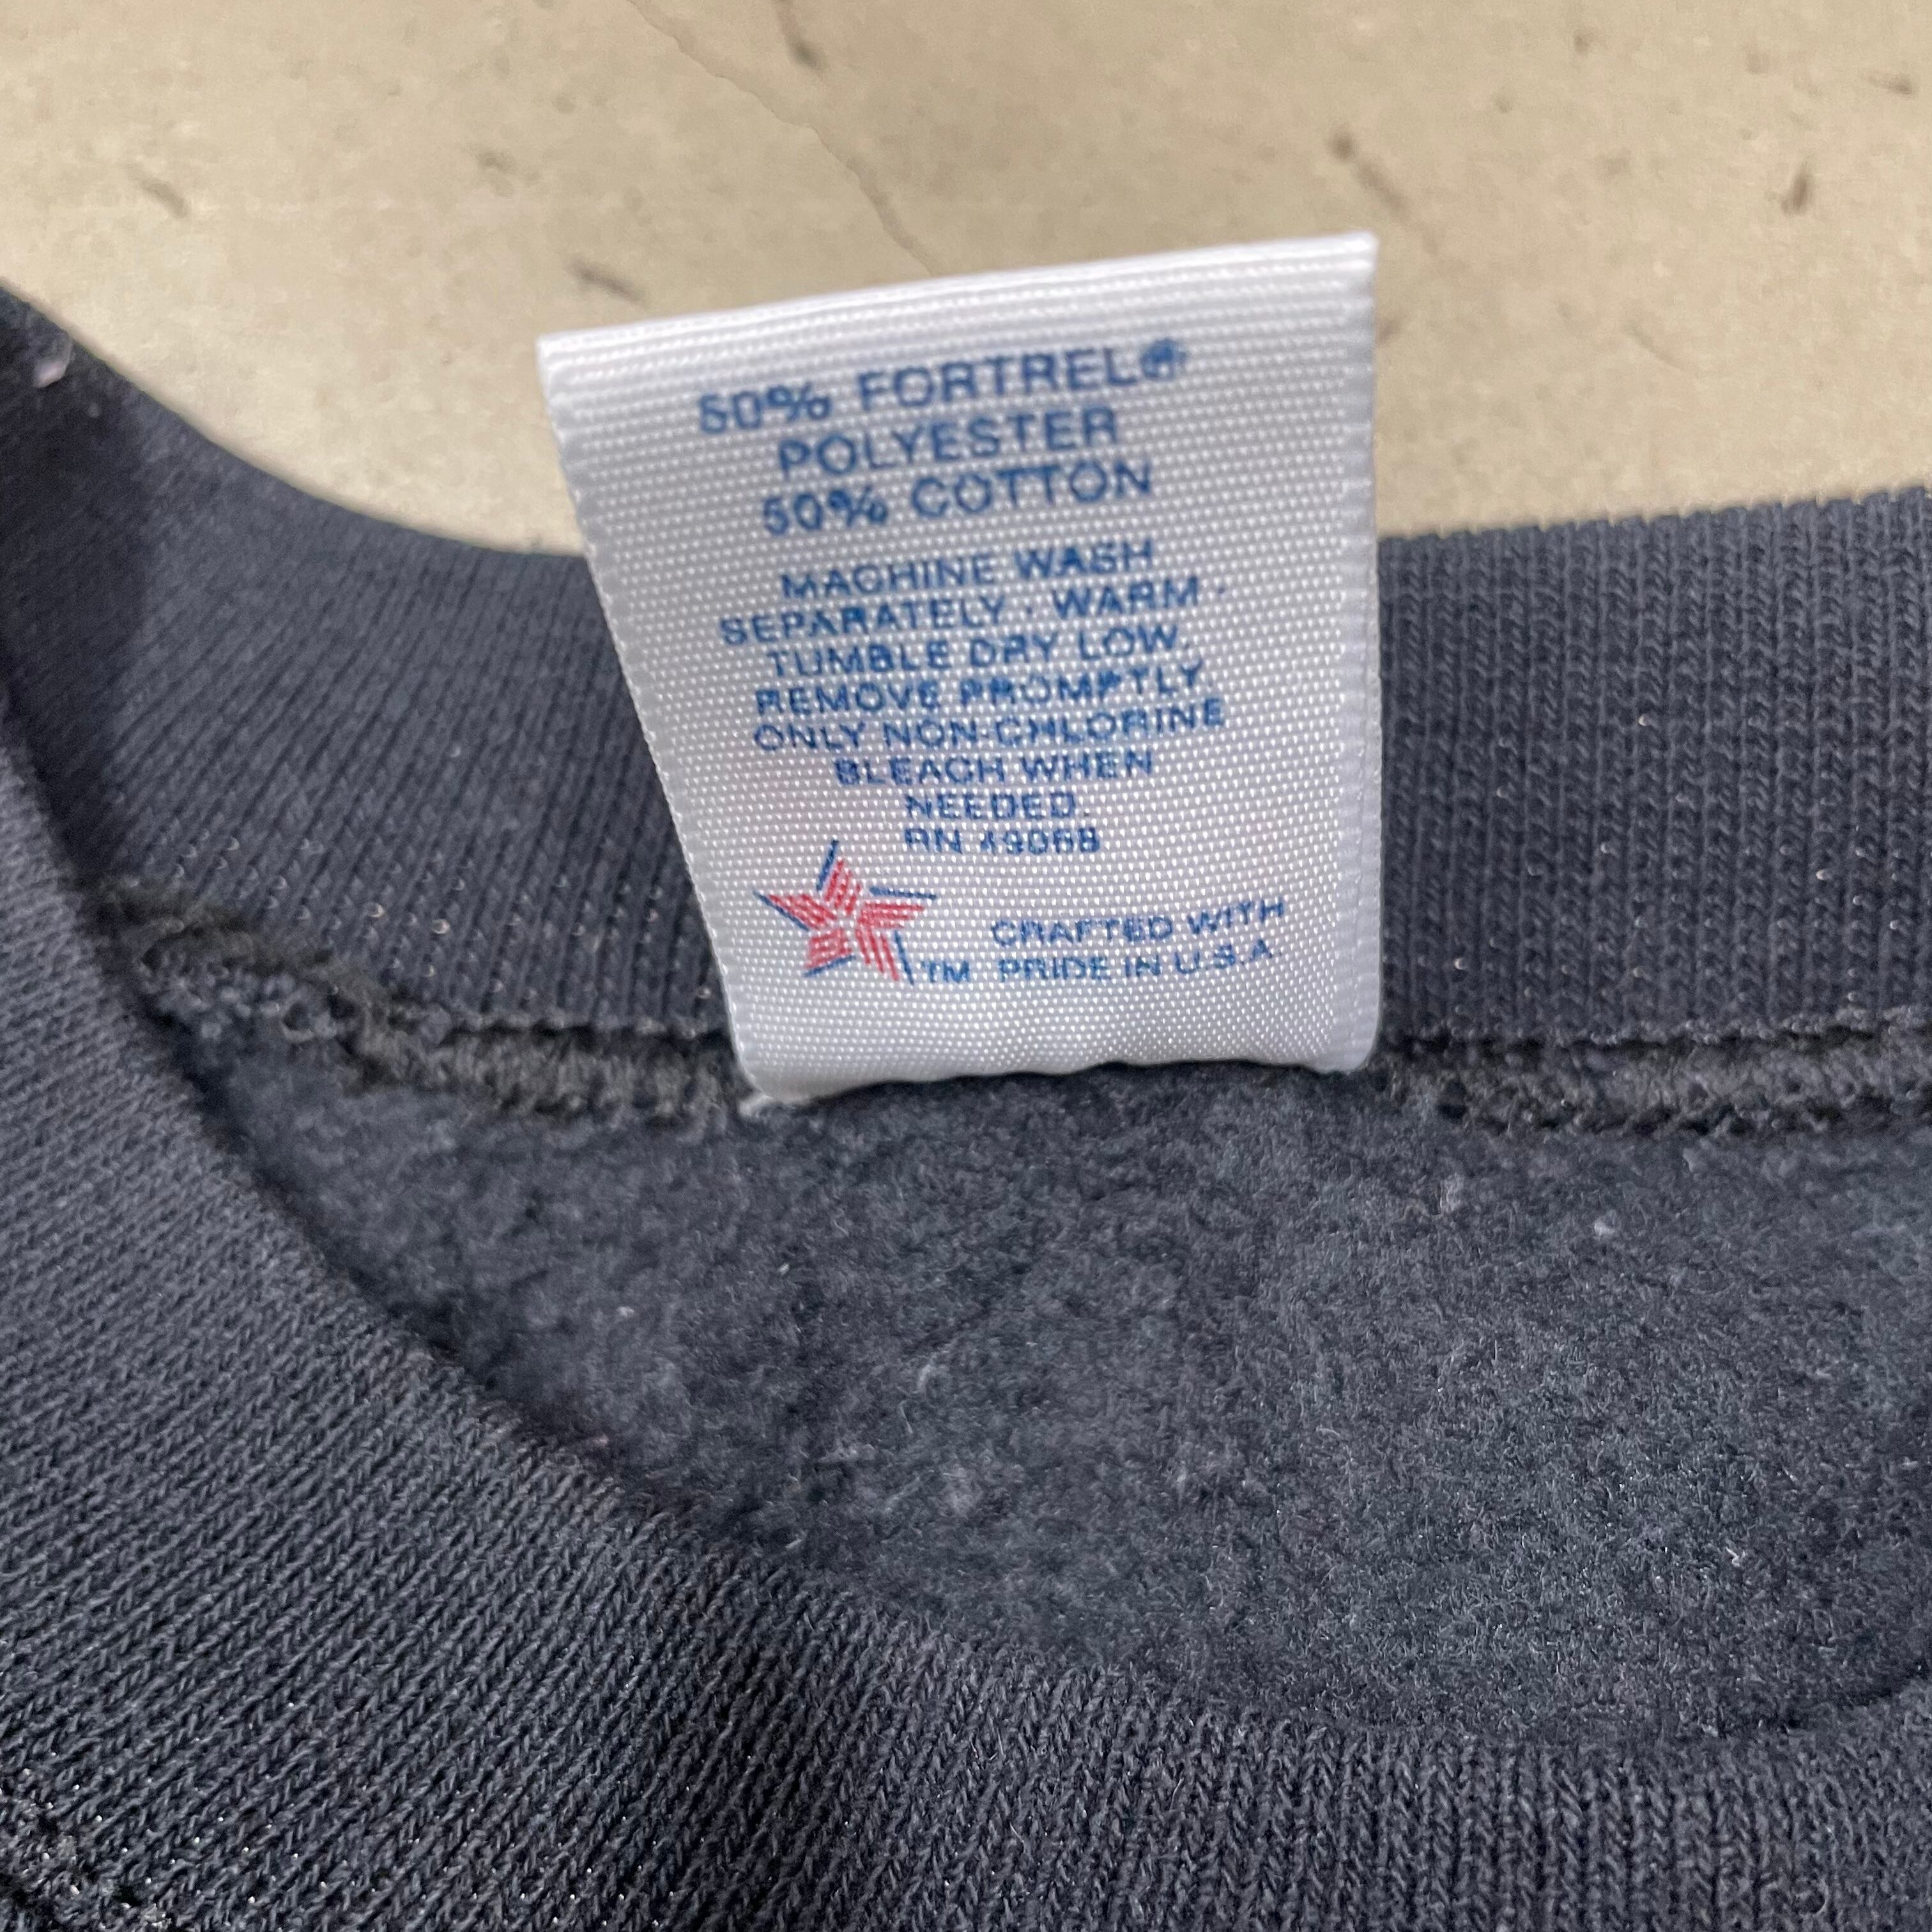 50% FORTREL®
POLYESTER
50% COTTON
MACHINE WASH
SEPARATELY · WARM ·
TUMBLE DRY LOW
REMOVE PROMPTLY
ONLY NON-CHLORINE
BLEACH WHEN
NEEDED.
RN
CRAFTED WITH
TM PRIDE IN U.S.A.